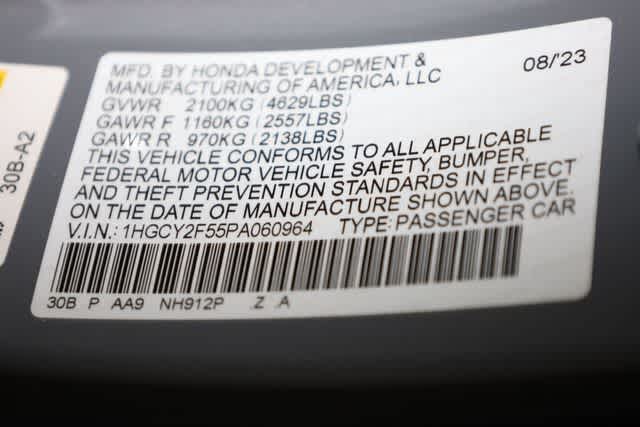 MFD. BY HONDA DEVELOPMENT &
MANUFACTURING OF AMERICA, LLC
08/'23
GVWR 2100KG (4629LBS)
GAWR F 1160KG (2557LBS)
GAWR R 970KG (2138LBS)
THIS VEHICLE CONFORMS TO ALL APPLICABLE
FEDERAL MOTOR VEHICLE SAFETY, BUMPER,
AND THEFT PREVENTION STANDARDS IN EFFECT
ON THE DATE OF MANUFACTURE SHOWN ABOVE.
V.I.N.: 1HGCY2F55PA060964 TYPE: PASSENGER CAR
30B P AA9 NH912P .Z .A
30B-A2